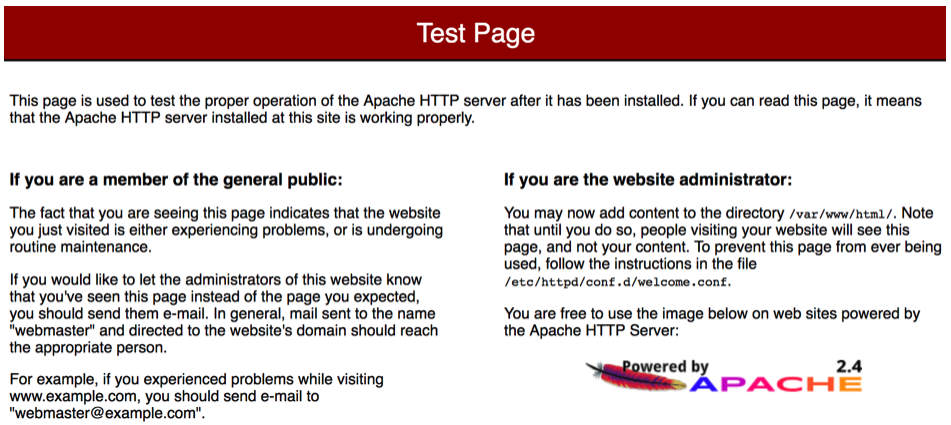 Test Page
This page is used to test the proper operation of the Apache HTTP server after it has been installed. If you can read this page, it means
that the Apache HTTP server installed at this site is working properly.
If you are a member of the general public:
The fact that you are seeing this page indicates that the website
you just visited is either experiencing problems, or is undergoing
routine maintenance.
If you would like to let the administrators of this website know
that you've seen this page instead of the page you expected,
you should send them e-mail. In general, mail sent to the name
"webmaster" and directed to the website's domain should reach
the appropriate person.
For example, if you experienced problems while visiting
www.example.com, you should send e-mail to
"webmaster@example.com".
If you are the website administrator:
You may now add content to the directory /var/www/html/. Note
that until you do so, people visiting your website will see this
page, and not your content. To prevent this page from ever being
used, follow the instructions in the file
/etc/httpd/conf.d/welcome.conf.
You are free to use the image below on web sites powered by
the Apache HTTP Server:
Powered by 2.4
APACHE